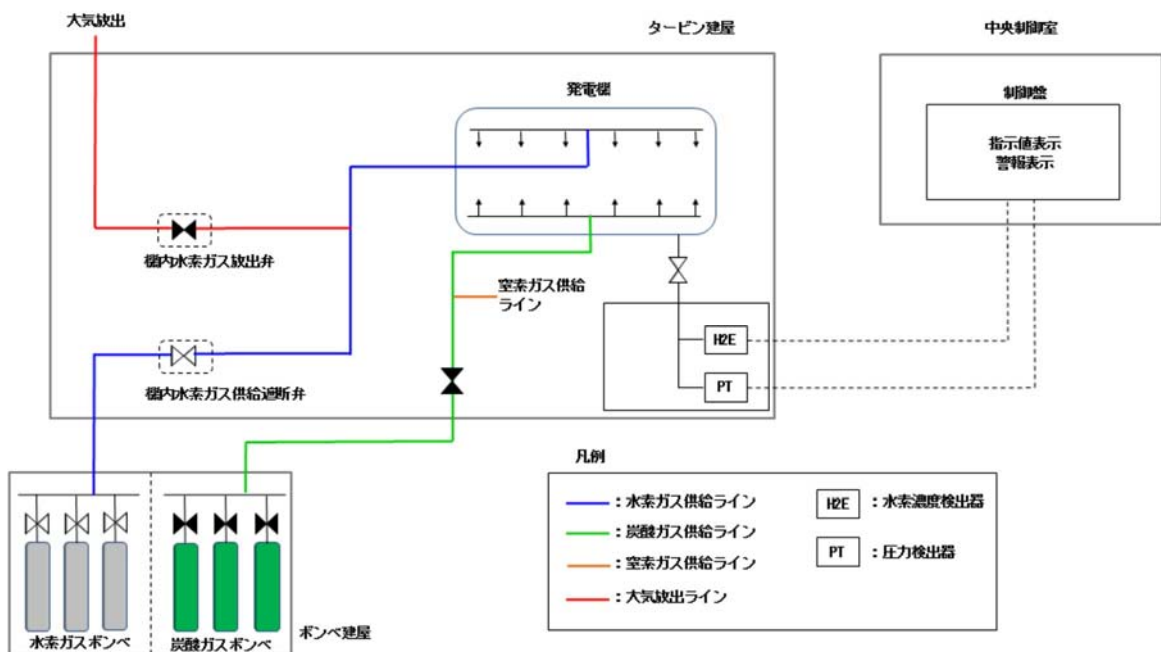 大気放出
タービン建屋
中央制御室
発電機
制御盤
指示値表示
警報表示
機内水素ガス放出弁
窒素ガス供給
ライン
H2E
機内水素ガス供給遮断弁
PT
凡例
：水素ガス供給ライン
H2E
：水素濃度検出器
：炭酸ガス供給ライン
PT
：圧力検出器
：窒素ガス供給ライン
：大気放出ライン
水素ガスボンベ
炭酸ガスボンベ
ボンベ建屋